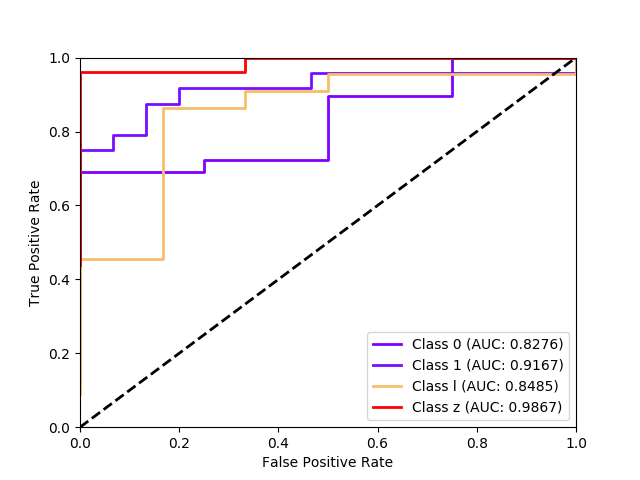 1.0
0.8
0.6
0.4
0.2
0.0
True Positive Rate
Class 0 (AUC: 0.8276)
Class 1 (AUC: 0.9167)
Class l (AUC: 0.8485)
Class z (AUC: 0.9867)
0.0 0.2 0.4 0.6 0.8 1.0
False Positive Rate